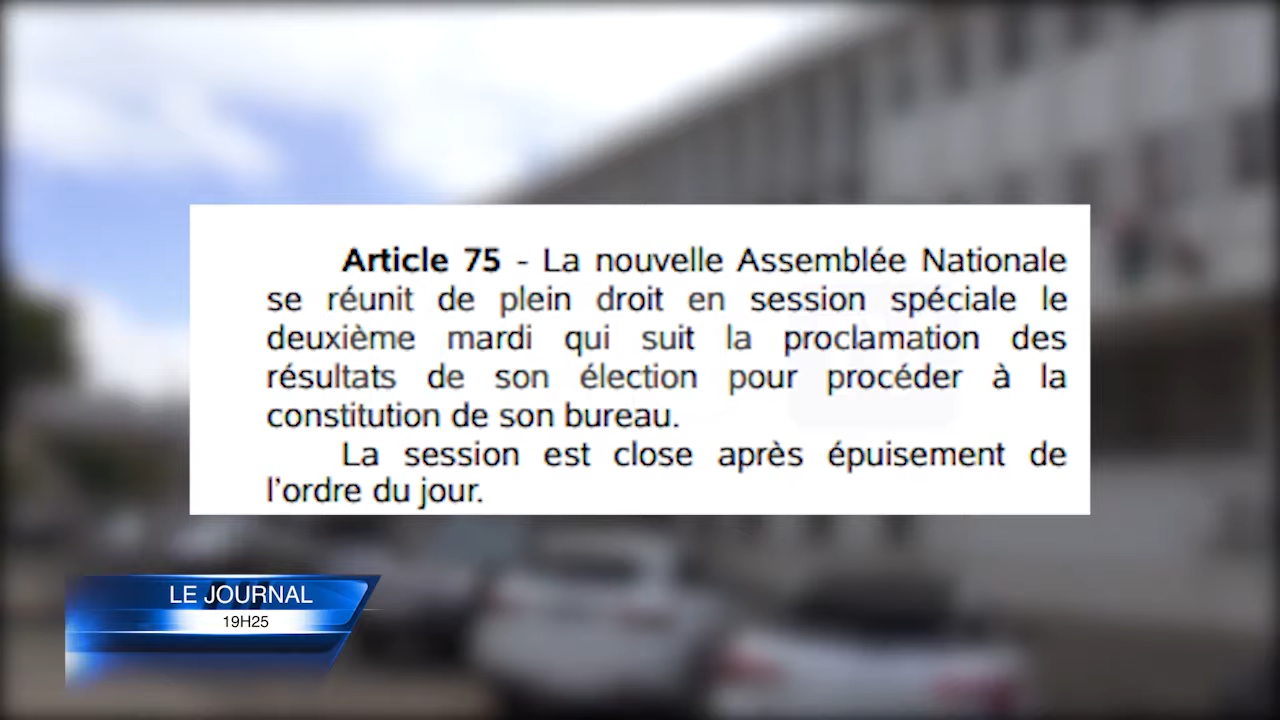 Article 75 - La nouvelle Assemblée Nationale
se réunit de plein droit en session spéciale le
deuxième mardi qui suit la proclamation des
résultats de son élection pour procéder à la
constitution de son bureau.
La session est close après épuisement de
l'ordre du jour.
LE JOURNAL
19H25